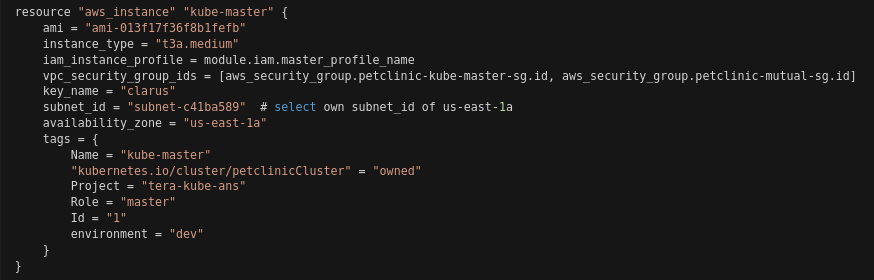 resource "aws_instance" "kube-master" {
    ami = "ami-013f17f36f8b1fefb"
    instance_type = "t3a.medium"
    iam_instance_profile = module.iam.master_profile_name
    vpc_security_group_ids = [aws_security_group.petclinic-kube-master-sg.id, aws_security_group.petclinic-mutual-sg.id]
    key_name = "clarus"
    subnet_id = "subnet-c41ba589"  # select own subnet_id of us-east-1a
    availability_zone = "us-east-1a"
    tags = {
        Name = "kube-master"
        "kubernetes.io/cluster/petclinicCluster" = "owned"
        Project = "tera-kube-ans"
        Role = "master"
        Id = "1"
        environment = "dev"
    }
}